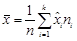 x̄ = 1/n ∑_{i=1}^{k} x̂_i n_i